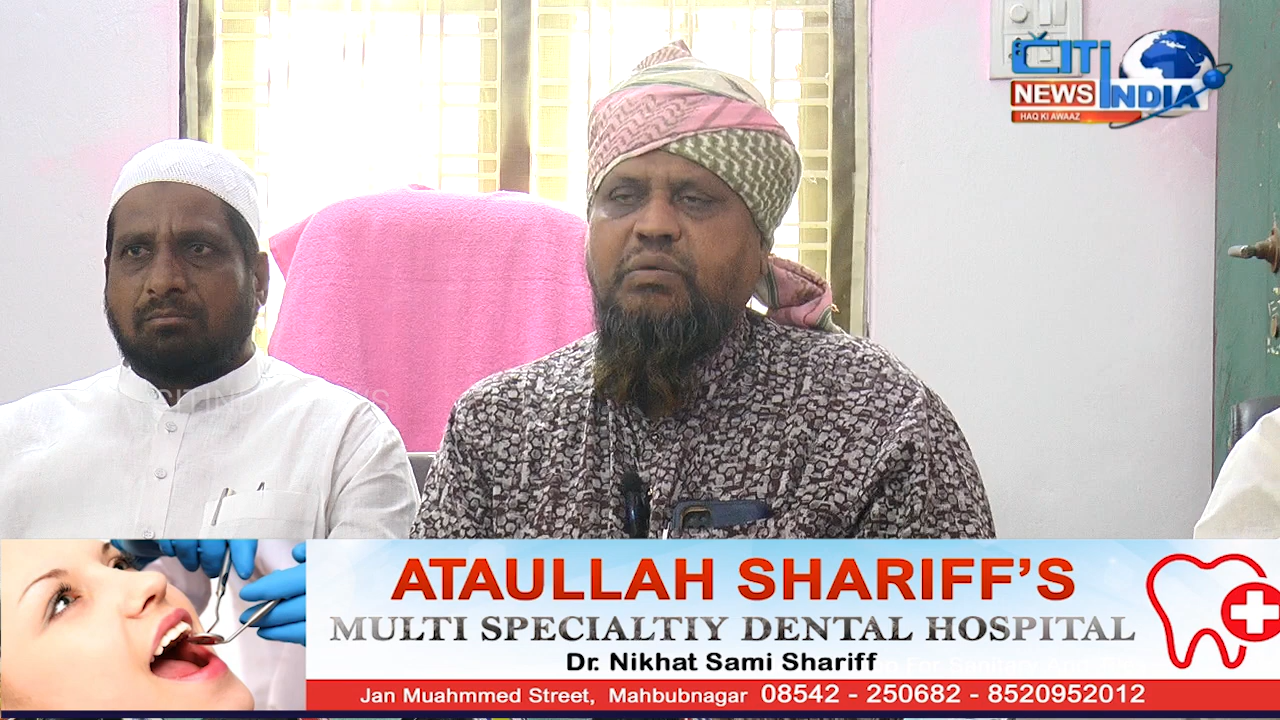 CITI
NEWS INDIA
HAQ KI AWAAZ
ATAULLAH SHARIFF'S
MULTI SPECIALTIY DENTAL HOSPITAL
Dr. Nikhat Sami Shariff
Jan Muahmmed Street, Mahbubnagar 08542 - 250682 - 8520952012